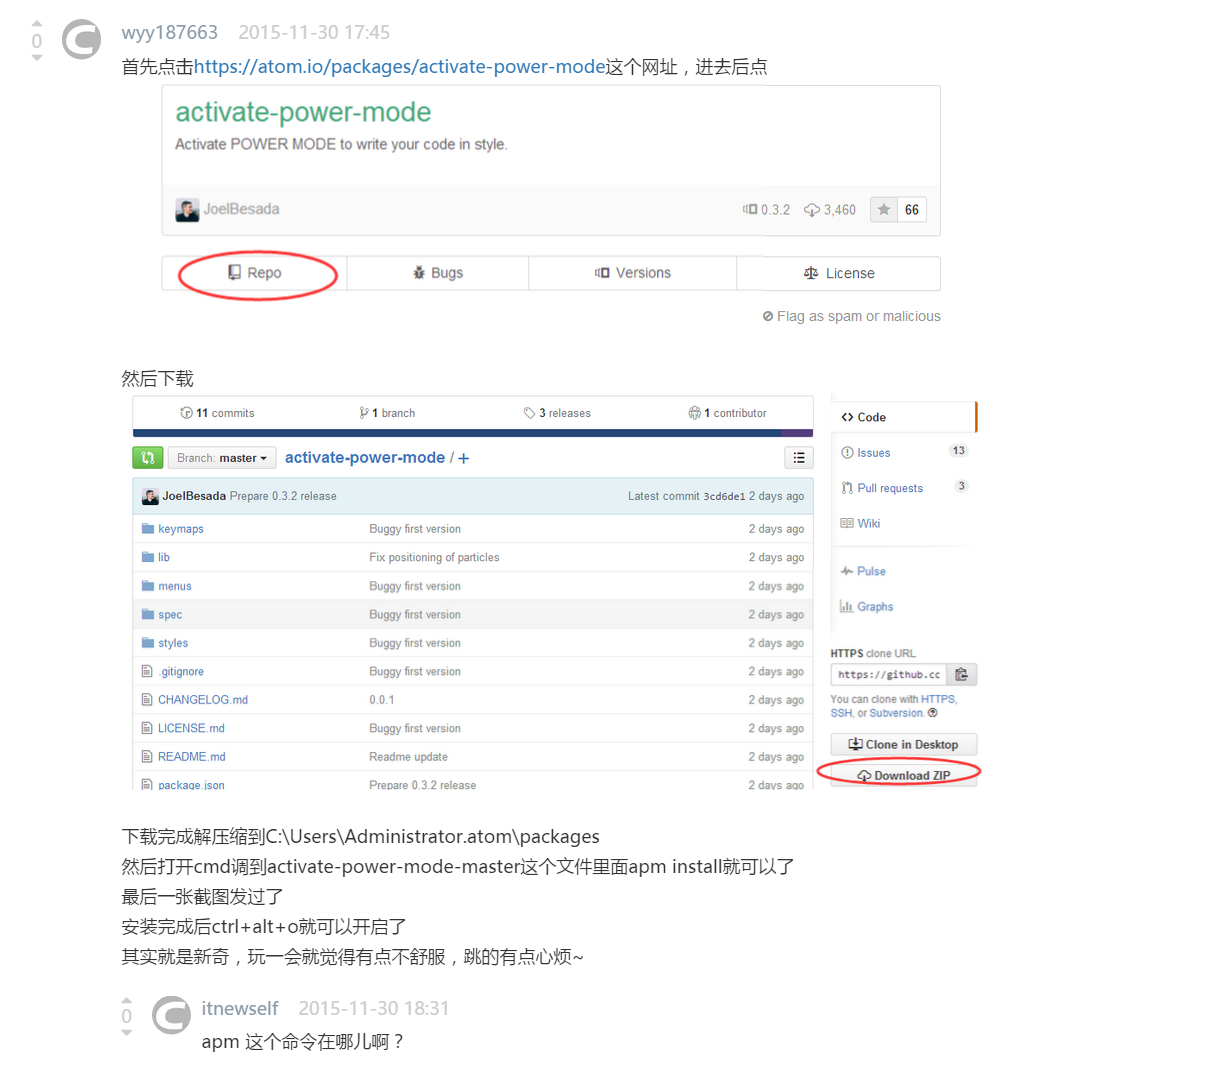 0
wyy187663 2015-11-30 17:45
首先点击https://atom.io/packages/activate-power-mode这个网址，进去后点
activate-power-mode
Activate POWER MODE to write your code in style.
JoelBesada 0.3.2 3,460 66
Repo Bugs Versions License
Flag as spam or malicious
然后下载
11 commits 1 branch 3 releases 1 contributor
Branch: master activate-power-mode / +
JoelBesada Prepare 0.3.2 release Latest commit 3cd6de1 2 days ago
keymaps Buggy first version 2 days ago
lib Fix positioning of particles 2 days ago
menus Buggy first version 2 days ago
spec Buggy first version 2 days ago
styles Buggy first version 2 days ago
.gitignore Buggy first version 2 days ago
CHANGELOG.md 0.0.1 2 days ago
LICENSE.md Buggy first version 2 days ago
README.md Readme update 2 days ago
package.json Prepare 0.3.2 release 2 days ago
Code
Issues 13
Pull requests 3
Wiki
Pulse
Graphs
HTTPS clone URL
https://github.cc
You can clone with HTTPS,
SSH, or Subversion.
Clone in Desktop
Download ZIP
下载完成解压缩到C:\Users\Administrator.atom\packages
然后打开cmd调到activate-power-mode-master这个文件里面apm install就可以了
最后一张截图发过了
安装完成后ctrl+alt+o就可以开启了
其实就是新奇，玩一会就觉得有点不舒服，跳的有点心烦~
0
itnewself 2015-11-30 18:31
apm 这个命令在哪儿啊？